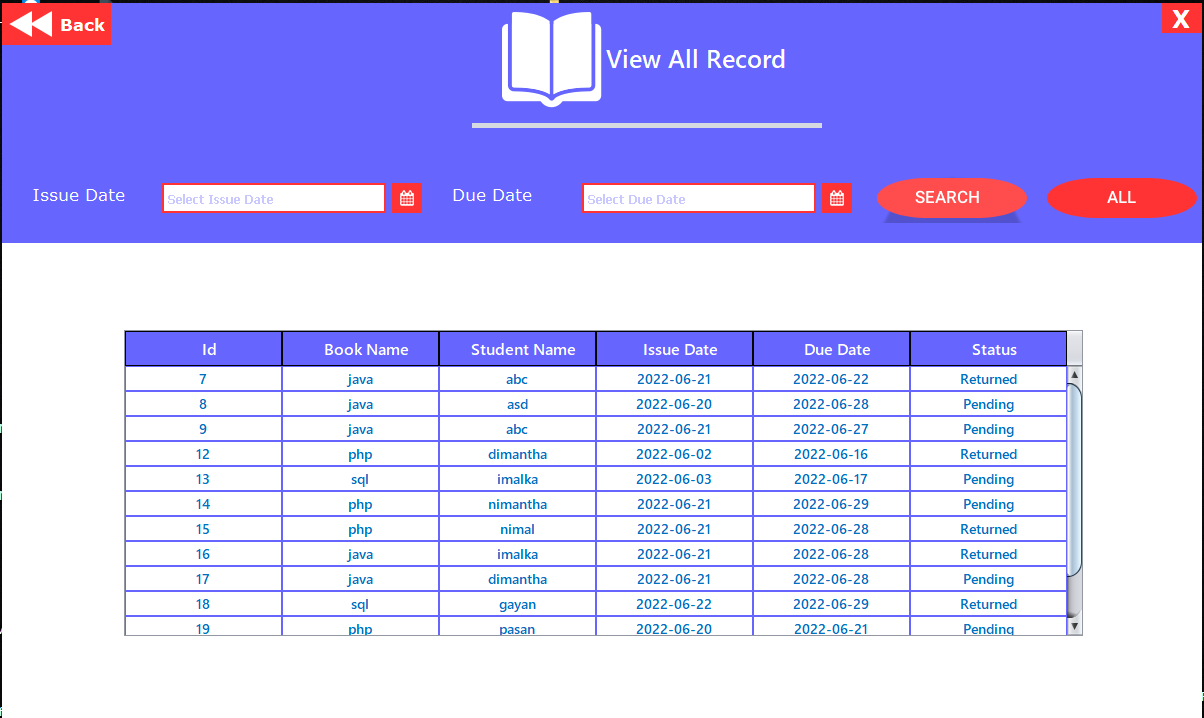 Back
X
View All Record
Issue Date Select Issue Date Due Date Select Due Date SEARCH ALL
Id Book Name Student Name Issue Date Due Date Status
7 java abc 2022-06-21 2022-06-22 Returned
8 java asd 2022-06-20 2022-06-28 Pending
9 java abc 2022-06-21 2022-06-27 Pending
12 php dimantha 2022-06-02 2022-06-16 Returned
13 sql imalka 2022-06-03 2022-06-17 Pending
14 php nimantha 2022-06-21 2022-06-29 Pending
15 php nimal 2022-06-21 2022-06-28 Returned
16 java imalka 2022-06-21 2022-06-28 Returned
17 java dimantha 2022-06-21 2022-06-28 Pending
18 sql gayan 2022-06-22 2022-06-29 Returned
19 php pasan 2022-06-20 2022-06-21 Pending